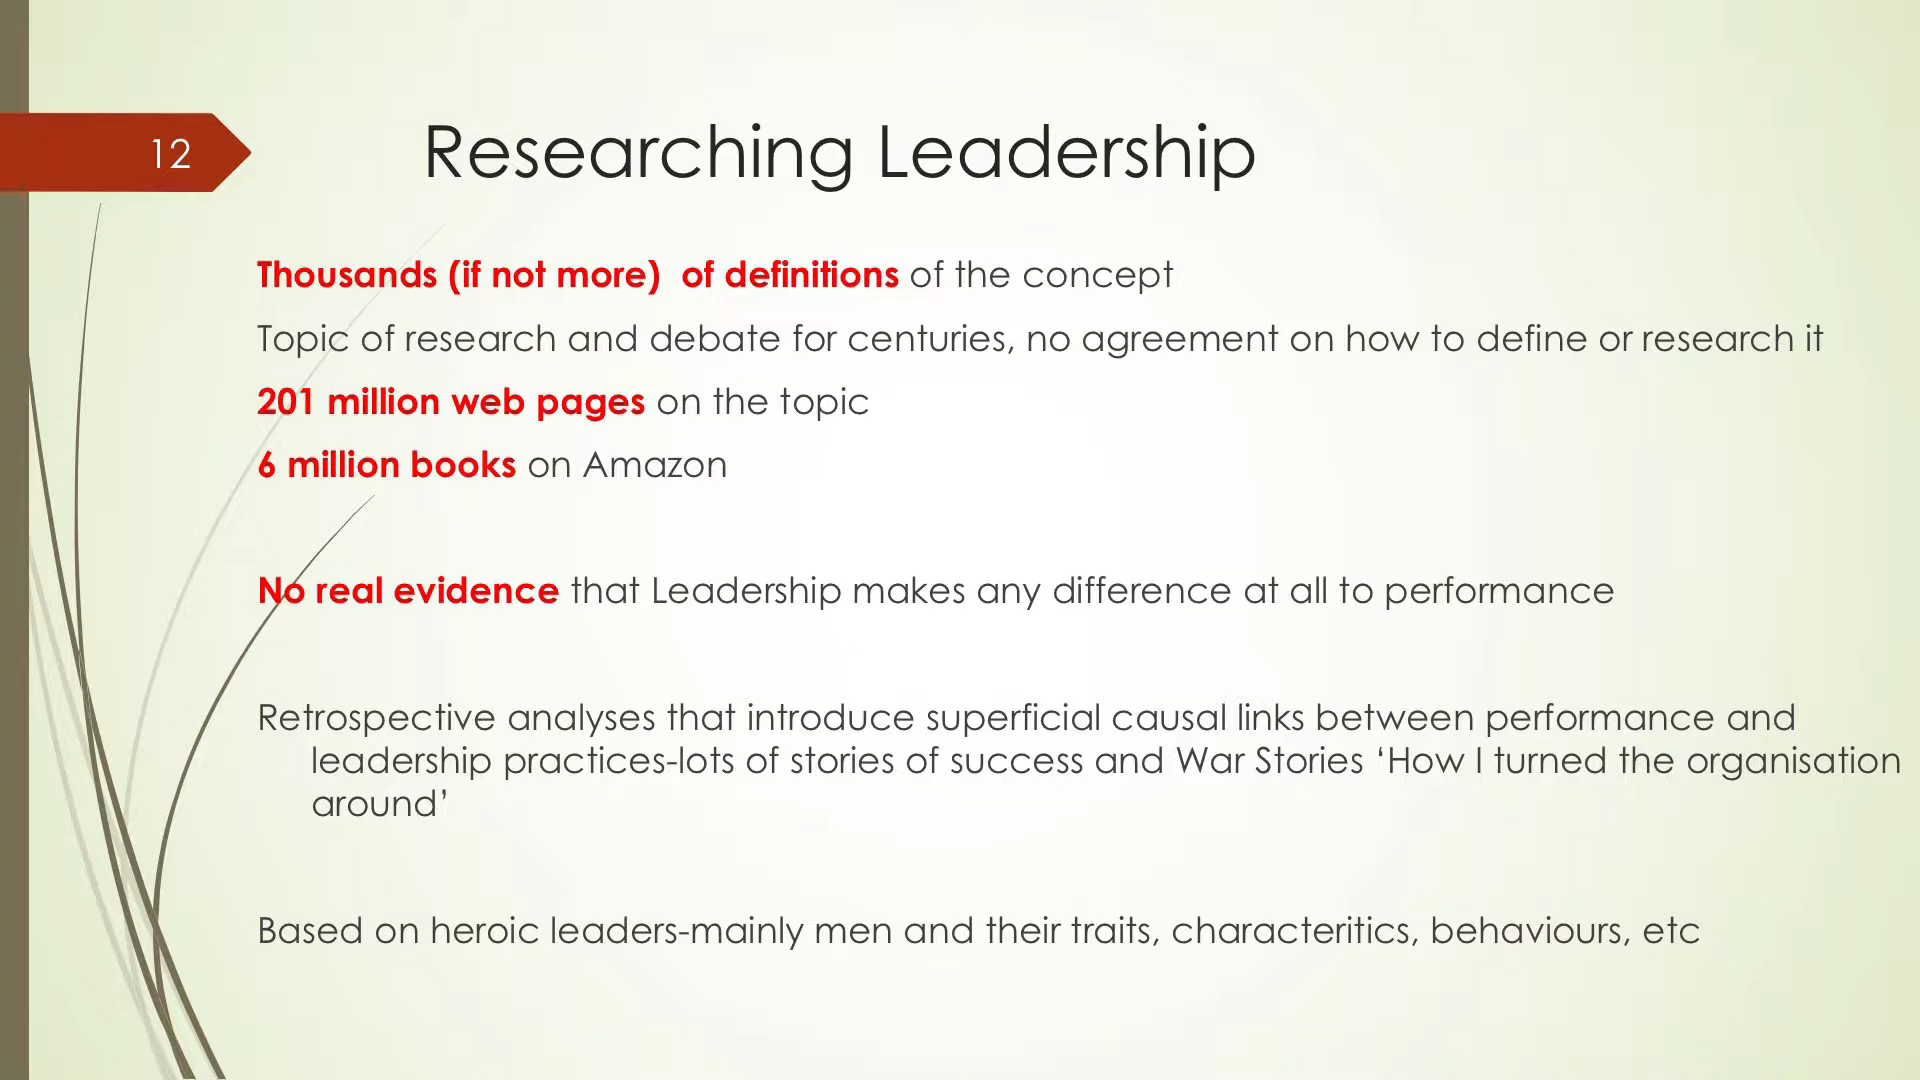 12
Researching Leadership
Thousands (if not more)  of definitions of the concept
Topic of research and debate for centuries, no agreement on how to define or research it
201 million web pages on the topic
6 million books on Amazon
No real evidence that Leadership makes any difference at all to performance
Retrospective analyses that introduce superficial causal links between performance and
leadership practices-lots of stories of success and War Stories ‘How I turned the organisation
around’
Based on heroic leaders-mainly men and their traits, characteritics, behaviours, etc